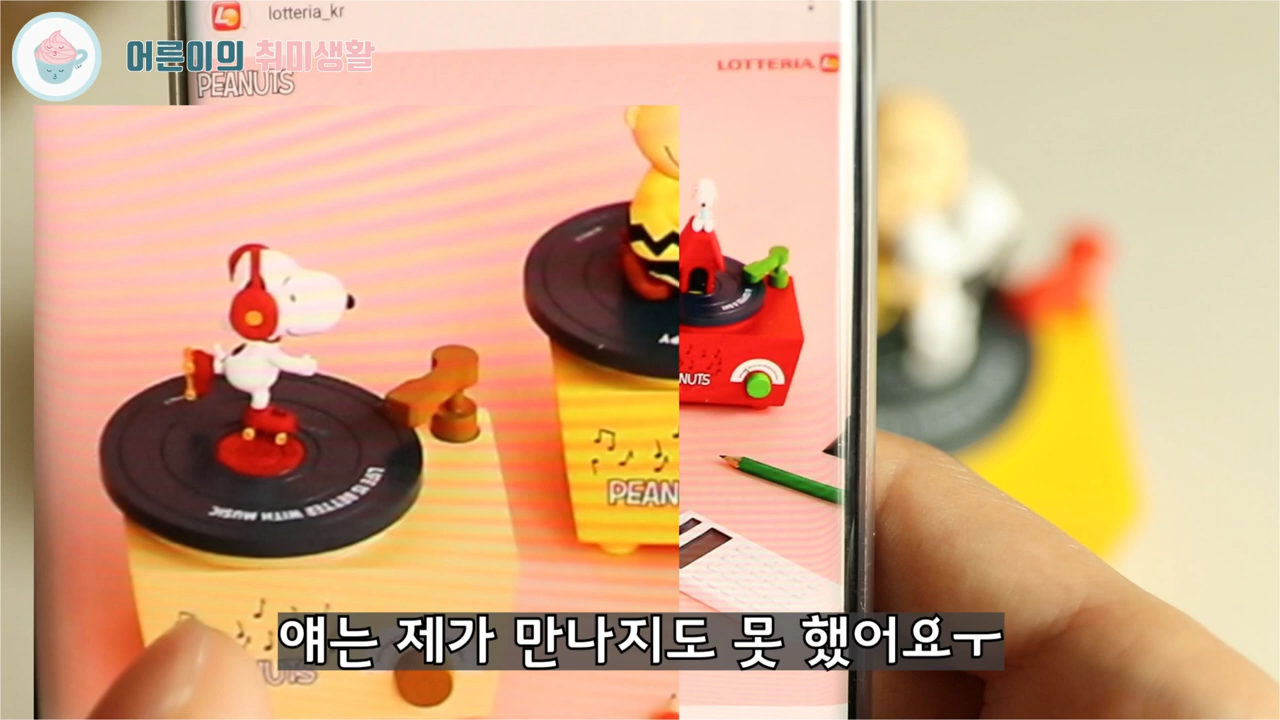 lotteria_kr
어른이의 취미생활
LOTTERIA
PEANUTS
NUTS
LIFE IS BETTER WITH MUSIC
PEAN
UTS
얘는 제가 만나지도 못 했어요ㅜ